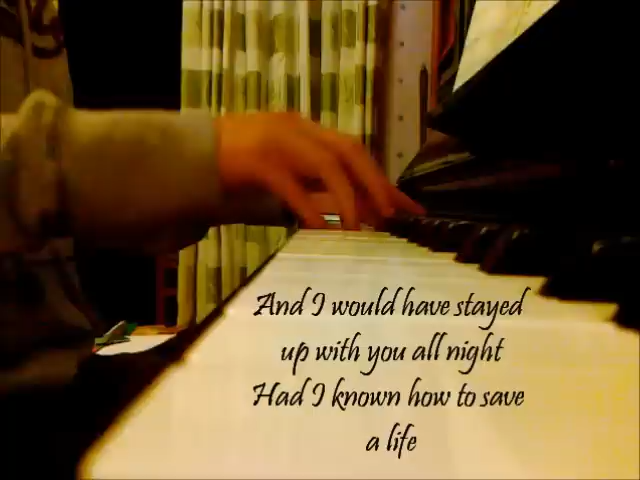 And I would have stayed
up with you all night
Had I known how to save
a life